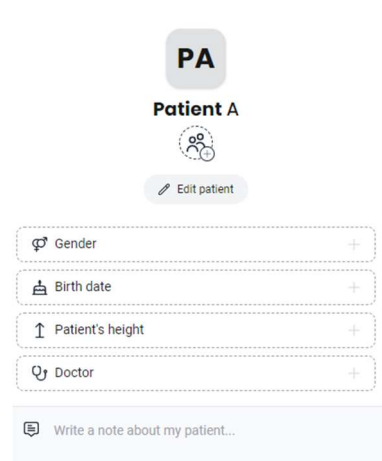 PA
Patient A
Edit patient
Gender
Birth date
Patient's height
Doctor
Write a note about my patient...